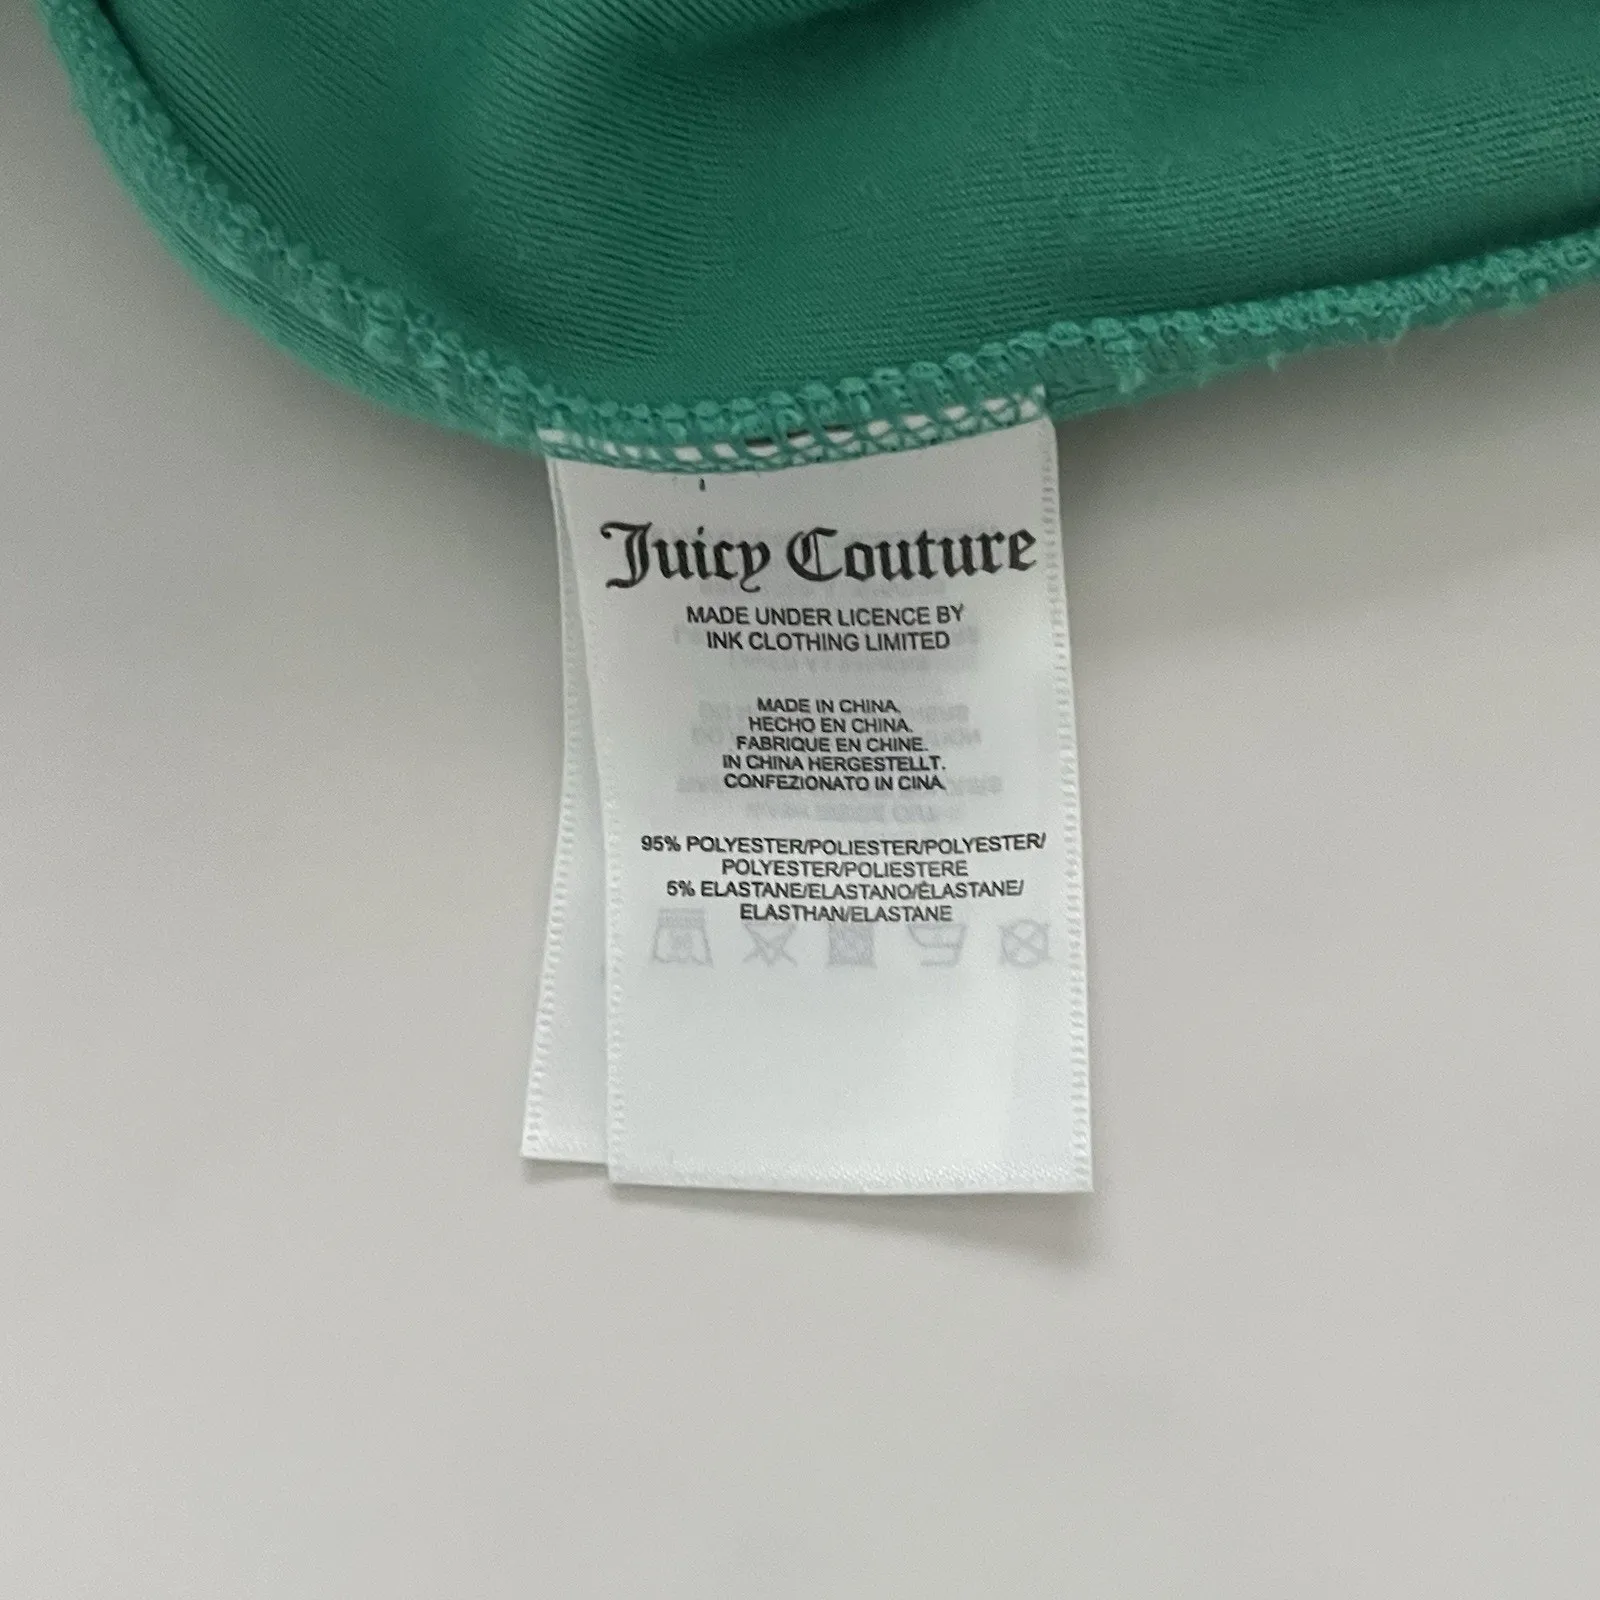 Juicy Couture
MADE UNDER LICENCE BY
INK CLOTHING LIMITED
MADE IN CHINA.
HECHO EN CHINA.
FABRIQUE EN CHINE.
IN CHINA HERGESTELLT.
CONFEZIONATO IN CINA
95% POLYESTER/POLIESTER/POLYESTER/
POLYESTER/POLIESTERE
5% ELASTANE/ELASTANO/ÉLASTANE/
ELASTHAN/ELASTANE